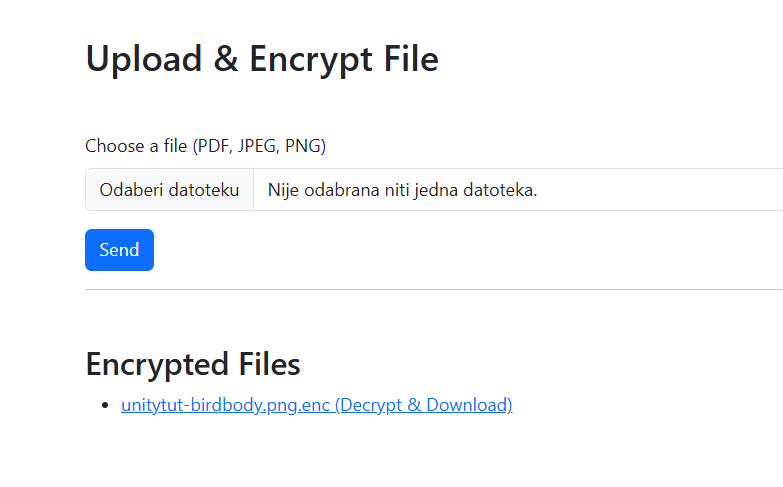 Upload & Encrypt File
Choose a file (PDF, JPEG, PNG)
Odaberi datoteku Nije odabrana niti jedna datoteka.
Send
Encrypted Files
unitytut-birdbody.png.enc (Decrypt & Download)